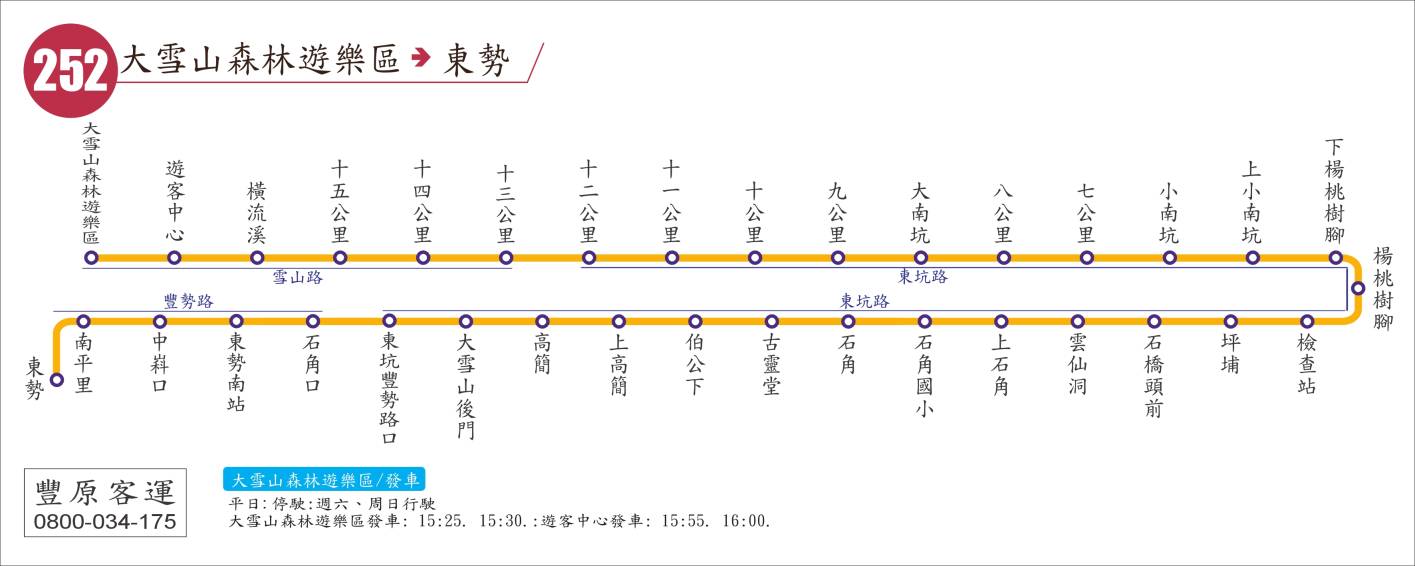 252 大雪山森林遊樂區 → 東勢
大雪山森林遊樂區
遊客中心
橫流溪
十五公里
十四公里
十三公里
十二公里
十一公里
十公里
九公里
大南坑
八公里
七公里
小南坑
上小南坑
下楊桃樹腳
楊桃樹腳
雪山路
東坑路
豐勢路
東坑路
檢查站
坪埔
石橋頭前
雲仙洞
上石角
石角國小
石角
古靈堂
伯公下
上高簡
高簡
大雪山後門
東坑豐勢路口
石角口
東勢南站
中嵙口
南平里
東勢
豐原客運
0800-034-175
大雪山森林遊樂區/發車
平日:停駛:週六、周日行駛
大雪山森林遊樂區發車: 15:25. 15:30.:遊客中心發車: 15:55. 16:00.